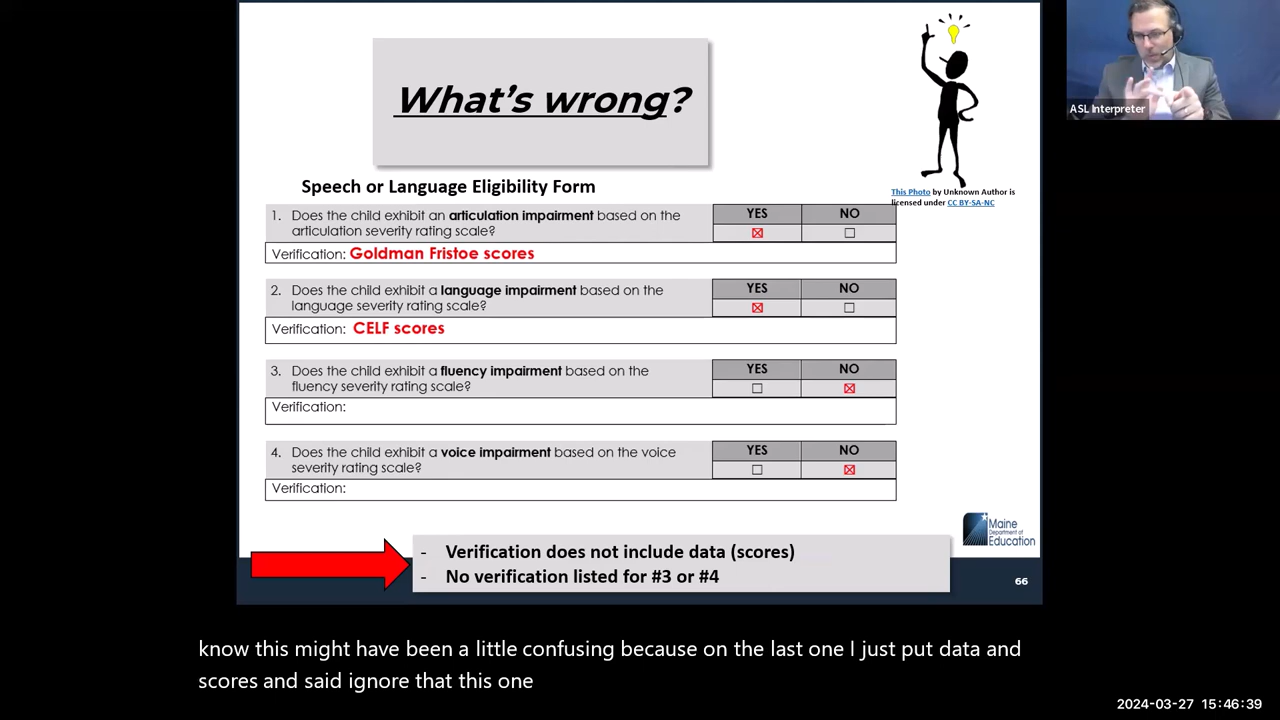 What's wrong?
ASL Interpreter
Speech or Language Eligibility Form
This Photo by Unknown Author is
licensed under CC BY-SA-NC
1. Does the child exhibit an articulation impairment based on the
articulation severity rating scale?
YES NO
☒ ☐
Verification: Goldman Fristoe scores
2. Does the child exhibit a language impairment based on the
language severity rating scale?
YES NO
☒ ☐
Verification: CELF scores
3. Does the child exhibit a fluency impairment based on the
fluency severity rating scale?
YES NO
☐ ☒
Verification:
4. Does the child exhibit a voice impairment based on the voice
severity rating scale?
YES NO
☐ ☒
Verification:
Maine
Department of
Education
- Verification does not include data (scores)
- No verification listed for #3 or #4
66
know this might have been a little confusing because on the last one I just put data and
scores and said ignore that this one
2024-03-27 15:46:39